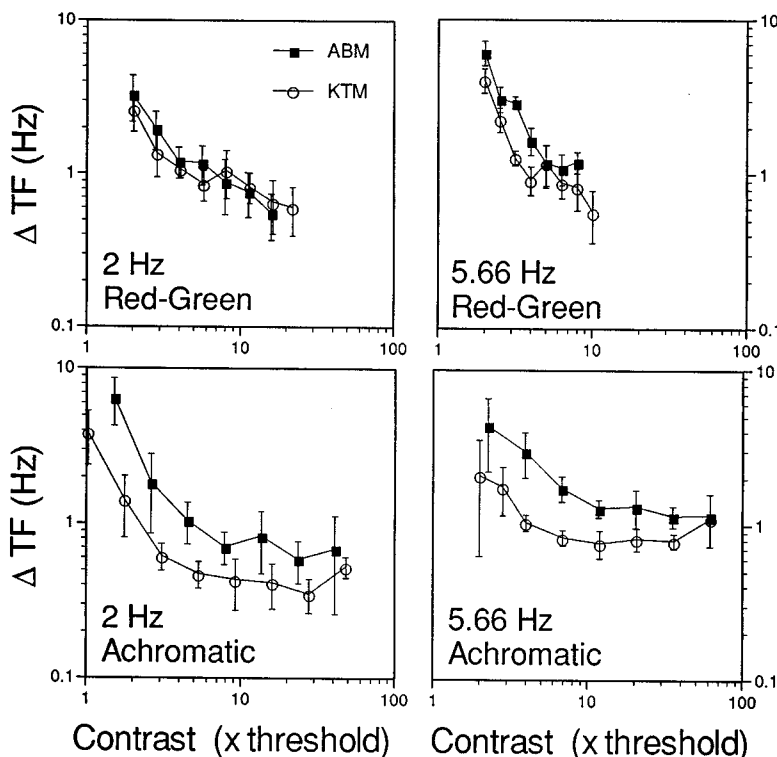 10
1
0.1
1
10
100
Δ TF (Hz)
ABM
KTM
2 Hz
Red-Green
10
1
0.1
1
10
100
5.66 Hz
Red-Green
10
1
0.1
1
10
100
Δ TF (Hz)
2 Hz
Achromatic
Contrast (x threshold)
10
1
0.1
1
10
100
5.66 Hz
Achromatic
Contrast (x threshold)